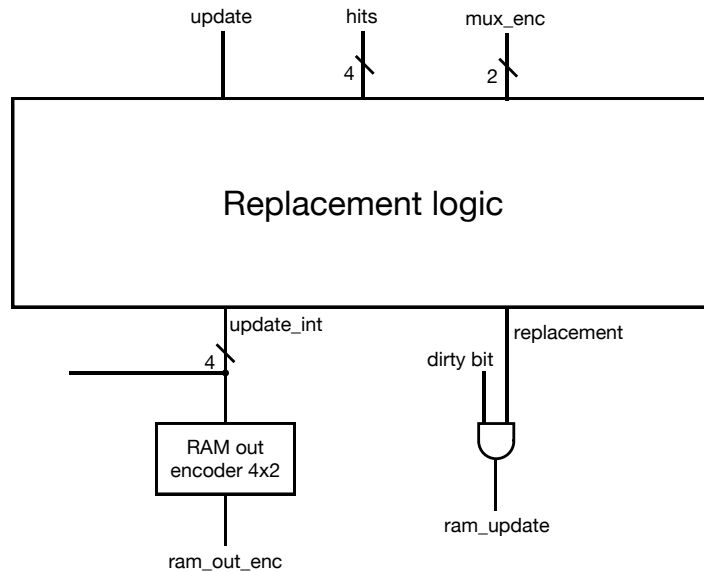 update
hits
mux_enc
4
2
Replacement logic
update_int
replacement
4
dirty bit
RAM out
encoder 4x2
ram_update
ram_out_enc